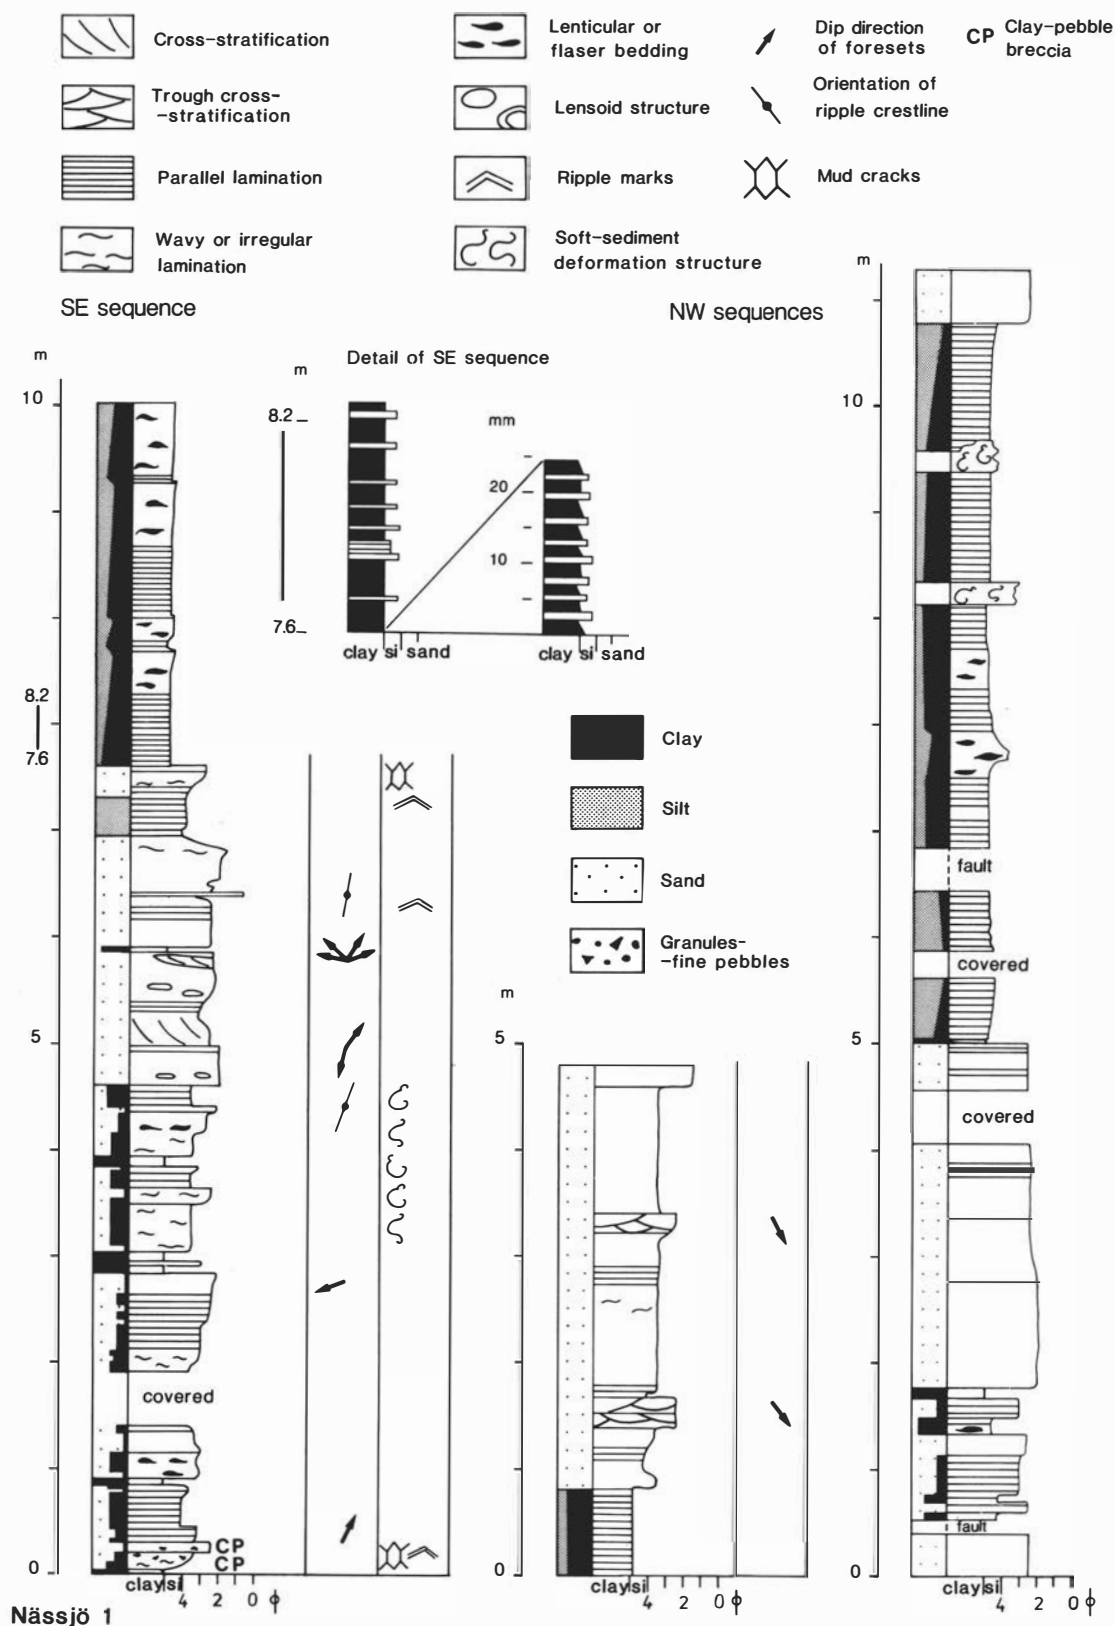 Cross-stratification
Trough cross-
-stratification
Parallel lamination
Wavy or irregular
lamination
Lenticular or
flaser bedding
Lensoid structure
Ripple marks
Soft-sediment
deformation structure
Dip direction
of foresets
Orientation of
ripple crestline
Mud cracks
CP Clay-pebble
breccia
SE sequence
NW sequences
Detail of SE sequence
m
10
8.2
7.6
5
0
covered
CP
CP
clay si
4 2 0 ϕ
m
8.2
7.6
clay si sand
mm
20
10
clay si sand
Clay
Silt
Sand
Granules-
-fine pebbles
m
5
0
clay si
4 2 0 ϕ
m
10
5
0
fault
covered
covered
fault
clay si
4 2 0 ϕ
Nässjö 1